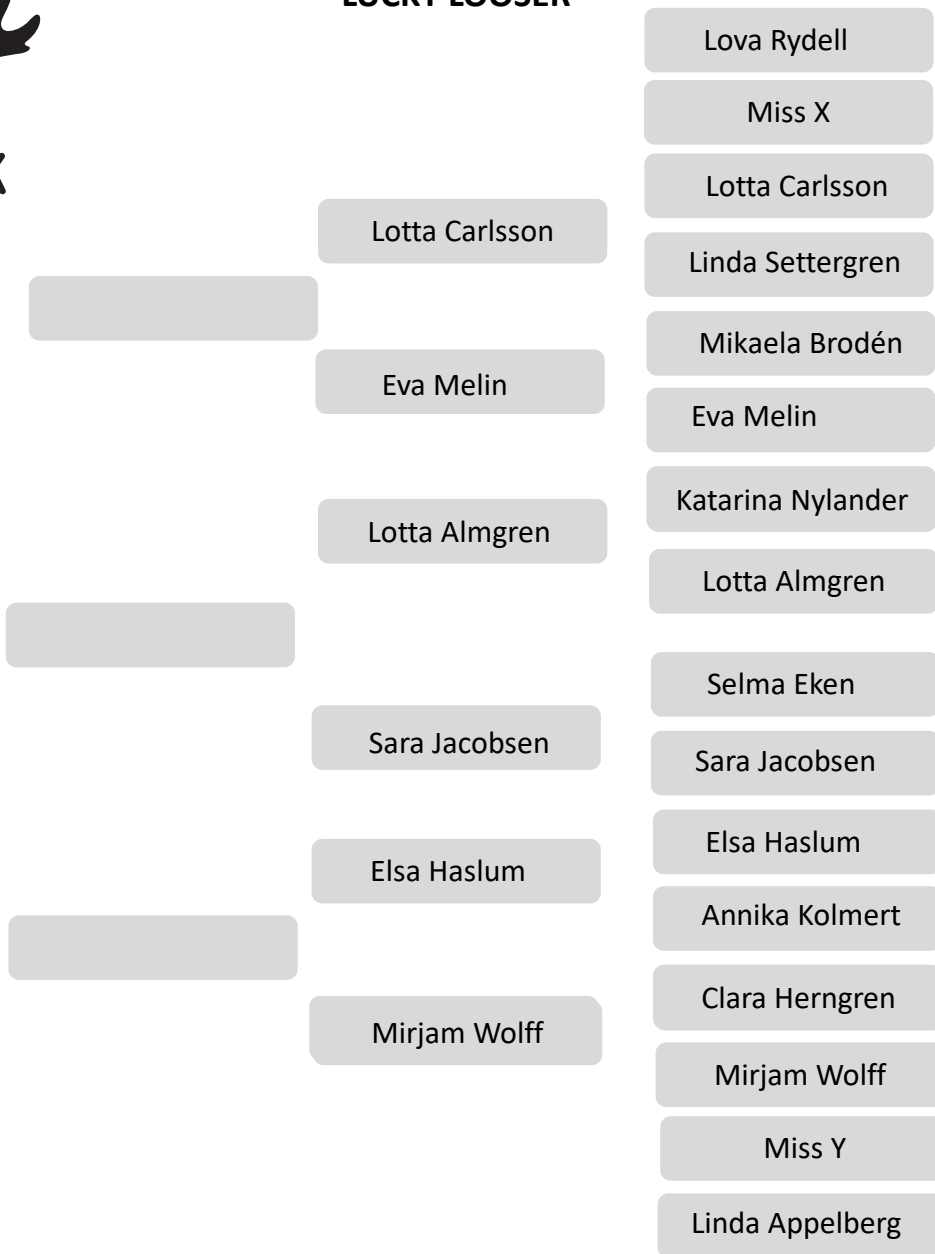 LUCKY LOOSER
Lova Rydell
Miss X
Lotta Carlsson
Lotta Carlsson
Linda Settergren
Mikaela Brodén
Eva Melin
Eva Melin
Katarina Nylander
Lotta Almgren
Lotta Almgren
Selma Eken
Sara Jacobsen
Sara Jacobsen
Elsa Haslum
Elsa Haslum
Annika Kolmert
Clara Herngren
Mirjam Wolff
Mirjam Wolff
Miss Y
Linda Appelberg